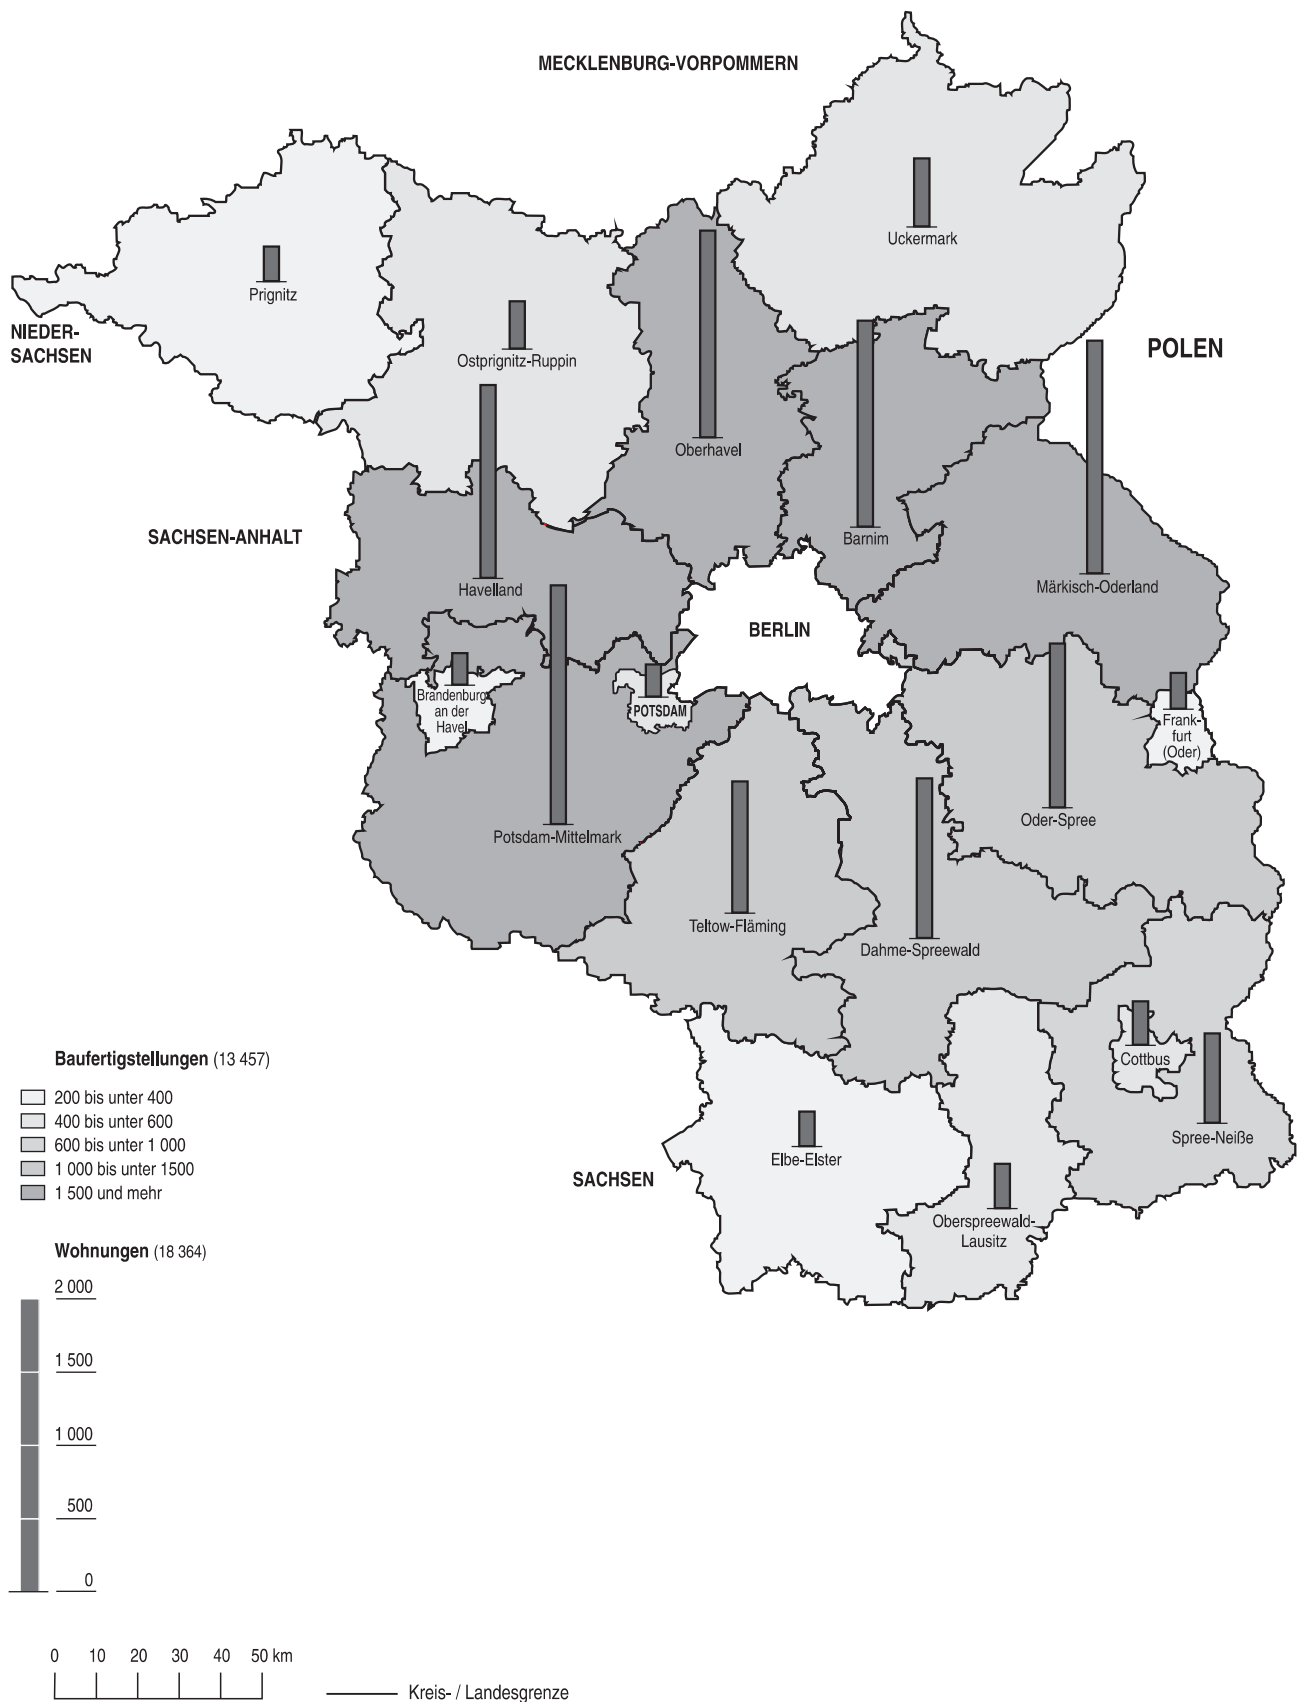 MECKLENBURG-VORPOMMERN
Uckermark
Prignitz
NIEDER-
SACHSEN
Ostprignitz-Ruppin
POLEN
Oberhavel
SACHSEN-ANHALT
Barnim
Havelland
Märkisch-Oderland
BERLIN
Brandenburg
an der
Havel
POTSDAM
Frank-
furt
(Oder)
Potsdam-Mittelmark
Oder-Spree
Teltow-Fläming
Dahme-Spreewald
Cottbus
Spree-Neiße
Elbe-Elster
SACHSEN
Oberspreewald-
Lausitz
Baufertigstellungen (13 457)
200 bis unter 400
400 bis unter 600
600 bis unter 1 000
1 000 bis unter 1500
1 500 und mehr
Wohnungen (18 364)
2 000
1 500
1 000
500
0
0 10 20 30 40 50 km
Kreis- / Landesgrenze